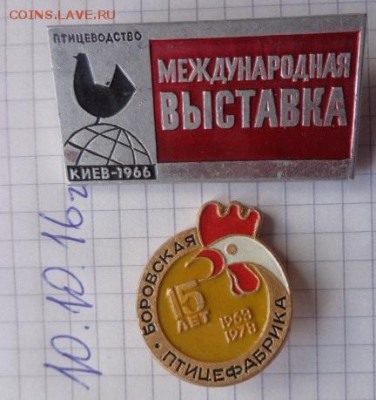 COINS.LAVE.RU
ПТИЦЕВОДСТВО
КИЕВ-1966
МЕЖДУНАРОДНАЯ
ВЫСТАВКА
10.10.16г
БОРОВСКАЯ
15
ЛЕТ
1963
1978
• ПТИЦЕФАБРИКА